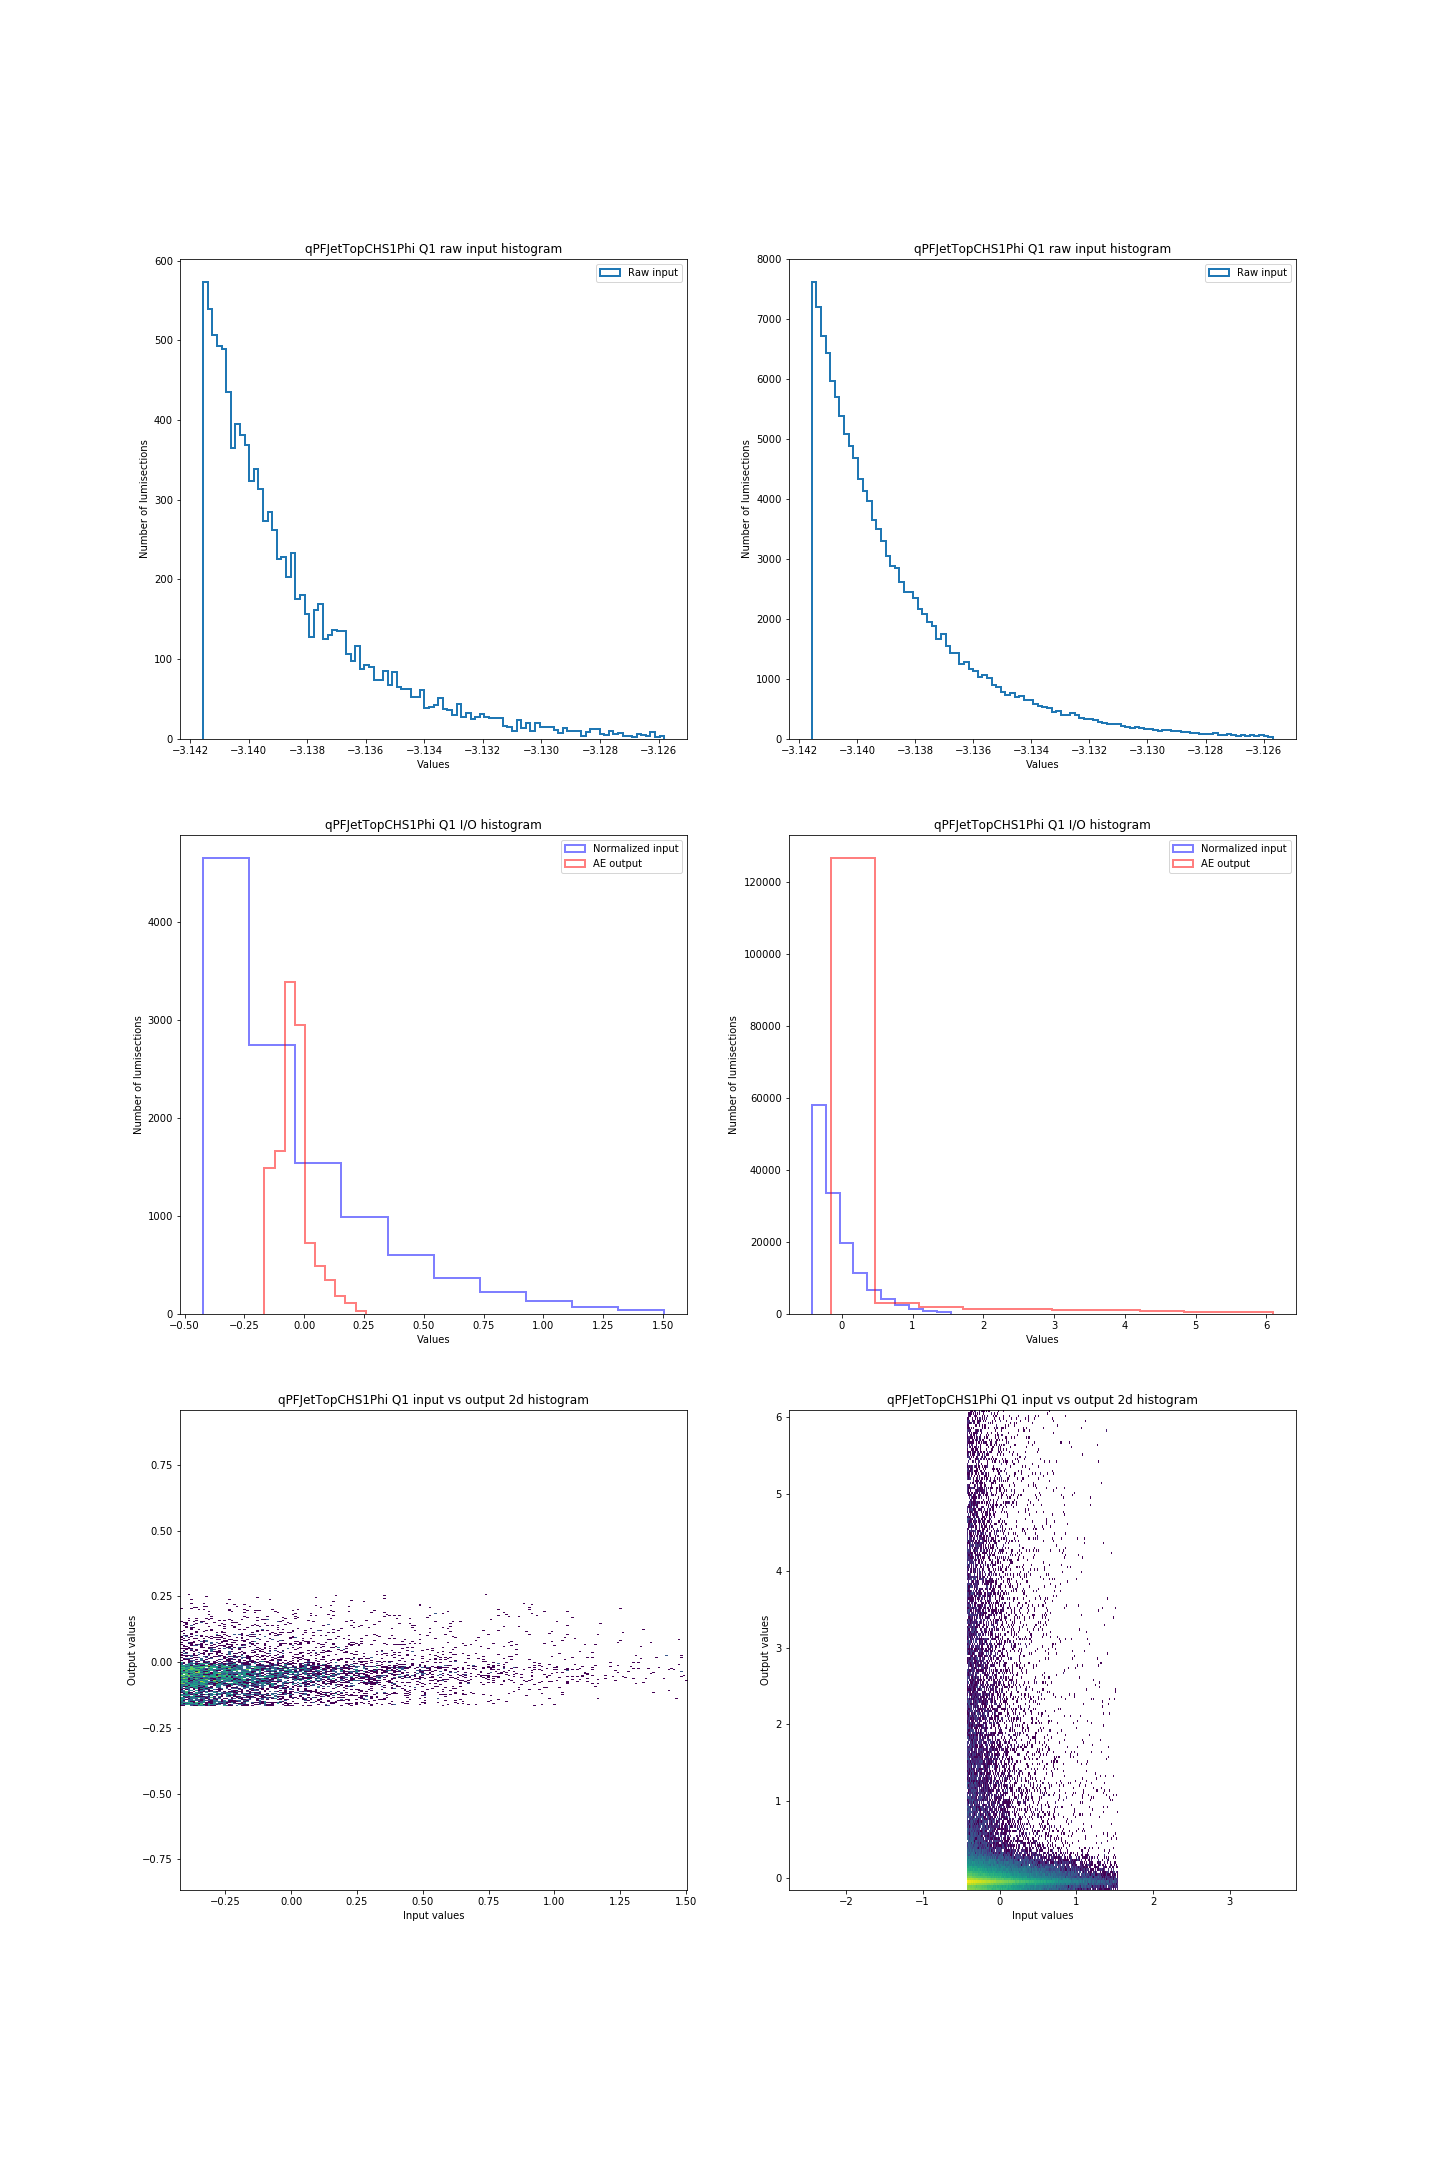 qPFJetTopCHS1Phi Q1 raw input histogram
Raw input
Number of lumisections
600
500
400
300
200
100
0
−3.142 −3.140 −3.138 −3.136 −3.134 −3.132 −3.130 −3.128 −3.126
Values
qPFJetTopCHS1Phi Q1 raw input histogram
Raw input
Number of lumisections
8000
7000
6000
5000
4000
3000
2000
1000
0
−3.142 −3.140 −3.138 −3.136 −3.134 −3.132 −3.130 −3.128 −3.126
Values
qPFJetTopCHS1Phi Q1 I/O histogram
Normalized input
AE output
Number of lumisections
4000
3000
2000
1000
0
−0.50 −0.25 0.00 0.25 0.50 0.75 1.00 1.25 1.50
Values
qPFJetTopCHS1Phi Q1 I/O histogram
Normalized input
AE output
Number of lumisections
120000
100000
80000
60000
40000
20000
0
0 1 2 3 4 5 6
Values
qPFJetTopCHS1Phi Q1 input vs output 2d histogram
Output values
0.75
0.50
0.25
0.00
−0.25
−0.50
−0.75
−0.25 0.00 0.25 0.50 0.75 1.00 1.25 1.50
Input values
qPFJetTopCHS1Phi Q1 input vs output 2d histogram
Output values
6
5
4
3
2
1
0
−2 −1 0 1 2 3
Input values